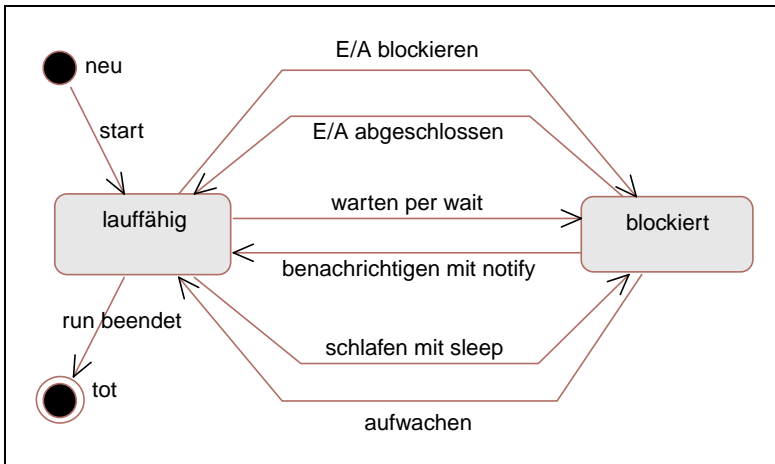 E/A blockieren
neu
start
E/A abgeschlossen
lauffähig
warten per wait
blockiert
benachrichtigen mit notify
run beendet
schlafen mit sleep
tot
aufwachen